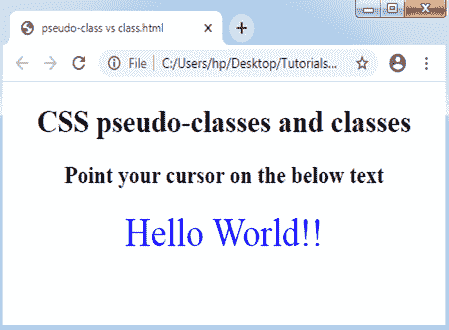 pseudo-class vs class.html
File | C:/Users/hp/Desktop/Tutorials...
CSS pseudo-classes and classes
Point your cursor on the below text
Hello World!!